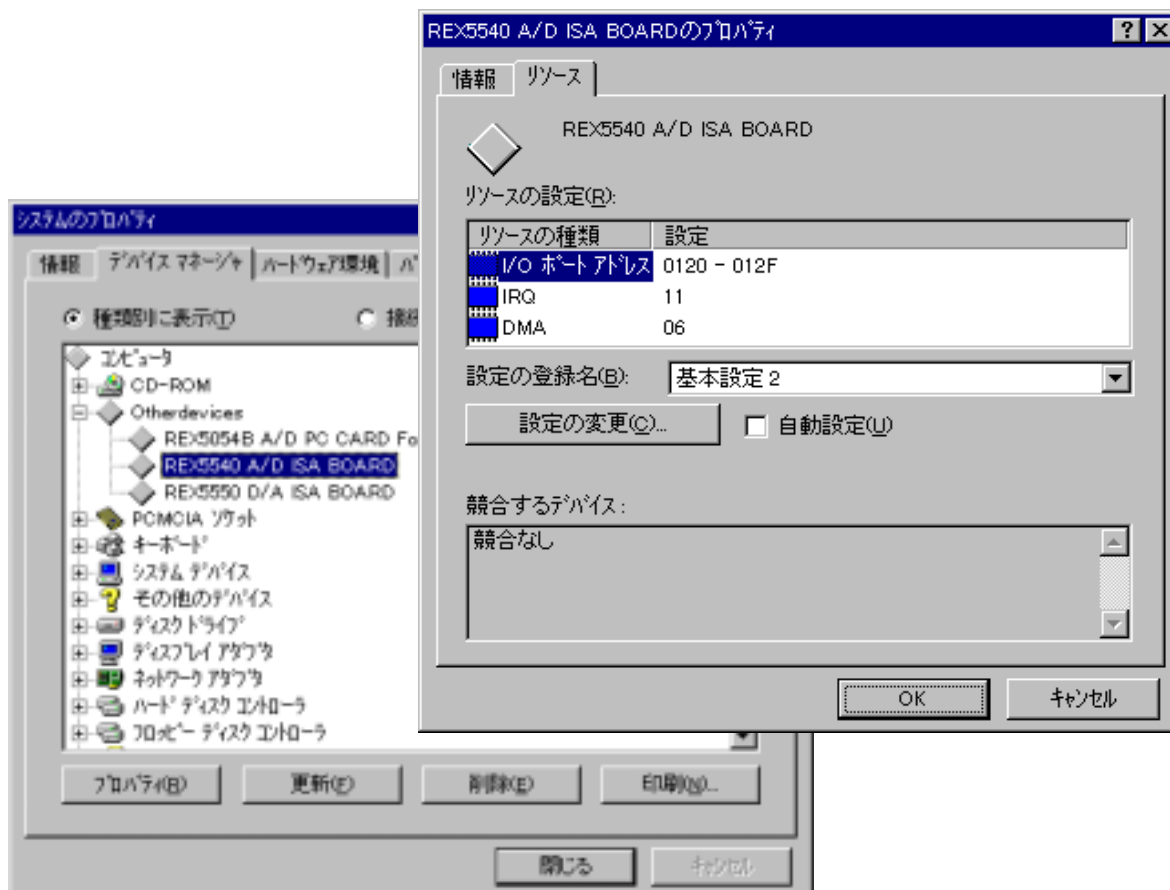 REX5540 A/D ISA BOARDのプロパティ
情報 リソース
REX5540 A/D ISA BOARD
リソースの設定(R):
リソースの種類 設定
I/O ポート アドレス 0120 - 012F
IRQ 11
DMA 06
設定の登録名(B): 基本設定 2
設定の変更(C)... 自動設定(U)
競合するデバイス:
競合なし
OK キャンセル
システムのプロパティ
情報 デバイス マネージャ ハードウェア環境
種類別に表示(T)
コンピュータ
CD-ROM
Otherdevices
REX5054B A/D PC CARD Fo
REX5540 A/D ISA BOARD
REX5550 D/A ISA BOARD
PCMCIA ソケット
キーボード
システム デバイス
その他のデバイス
ディスク ドライブ
ディスプレイ アダプタ
ネットワーク アダプタ
ハード ディスク コントローラ
フロッピー ディスク コントローラ
プロパティ(R) 更新(F) 削除(E) 印刷(N)...
閉じる キャンセル